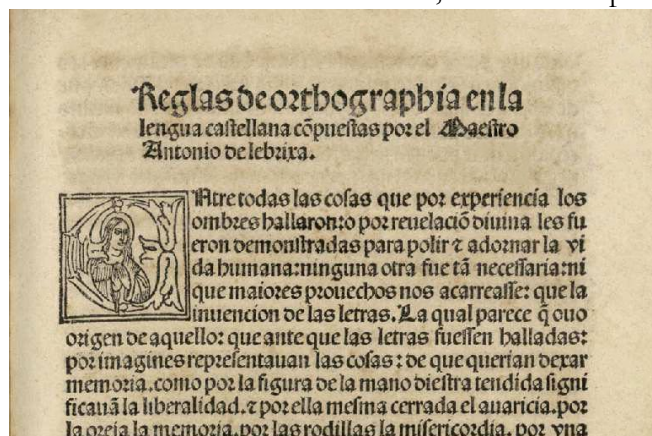 Reglas de orthographia en la
lengua castellana cõpuestas por el Maestro
Antonio de lebrixa.
Entre todas las cosas que por experiencia los
ombres hallaron: o por reuelaciõ diuina les fu
eron demonstradas para polir ⁊ adornar la vi
da humana: ninguna otra fue tã necessaria: ni
que maiores prouechos nos acarreasse: que la
inuencion de las letras. La qual parece q̃ ouo
origen de aquello: que ante que las letras fuessen halladas:
por imagines representauan las cosas: de que querian dexar
memoria. como por la figura de la mano diestra tendida signi
ficauã la liberalidad. ⁊ por ella mesma cerrada el auaricia. por
la oreja la memoria. por las rodillas la misericordia. por vna